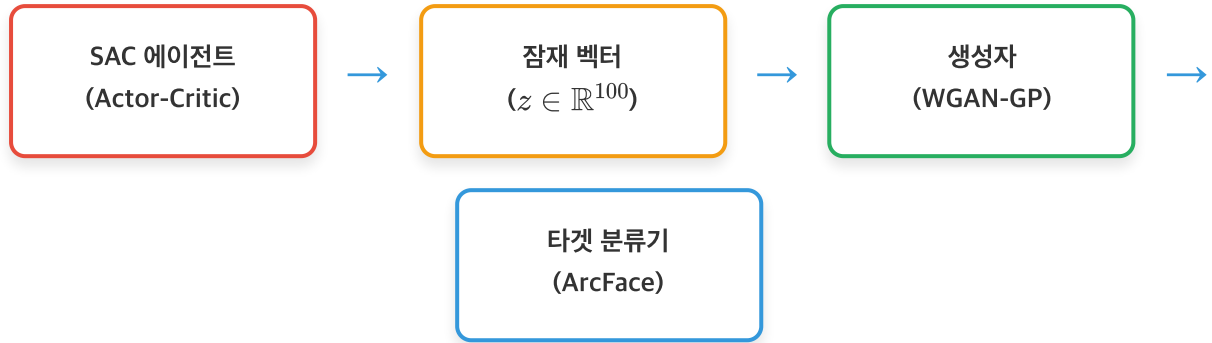 SAC 에이전트
(Actor-Critic)
→
잠재 벡터
(z ∈ ℝ¹⁰⁰)
→
생성자
(WGAN-GP)
→
타겟 분류기
(ArcFace)